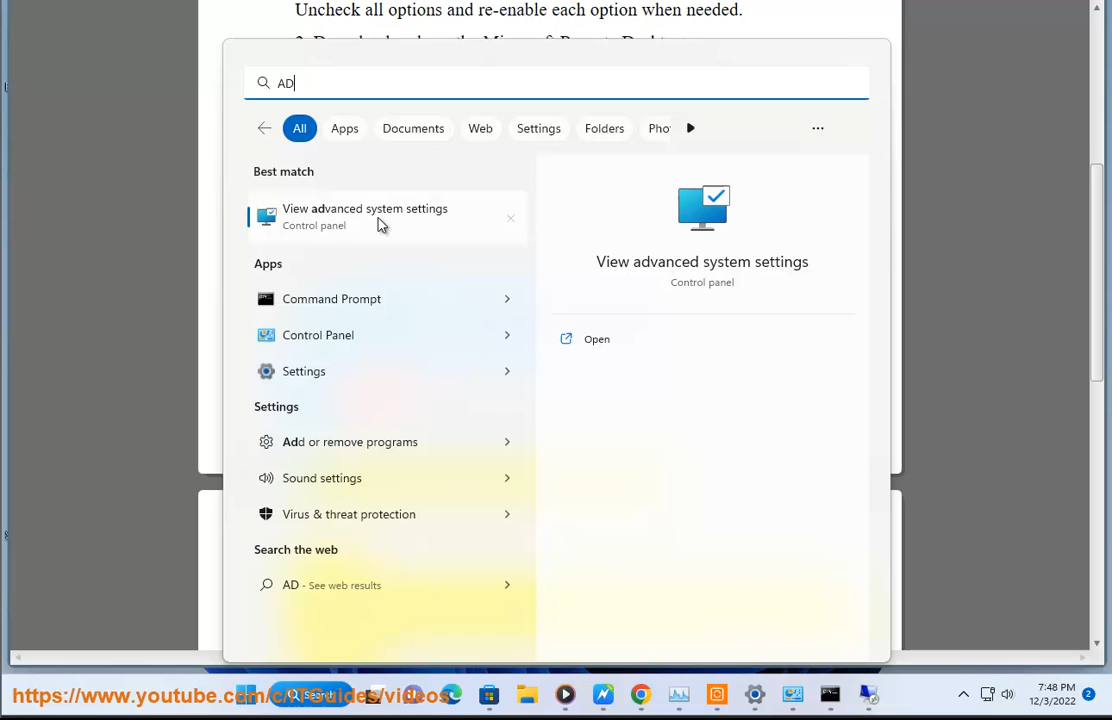 Uncheck all options and re-enable each option when needed.
AD
All Apps Documents Web Settings Folders Pho
Best match
View advanced system settings
Control panel
View advanced system settings
Control panel
Apps
Command Prompt
Open
Control Panel
Settings
Settings
Add or remove programs
Sound settings
Virus & threat protection
Search the web
AD - See web results
https://www.youtube.com/c/ITGuides/videos
Search
7:48 PM
12/3/2022
2